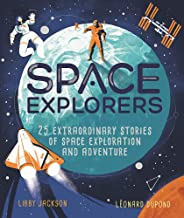 SPACE
EXPLORERS
25 EXTRAORDINARY STORIES
OF SPACE EXPLORATION
AND ADVENTURE
LIBBY JACKSON
LÉONARD DUPOND